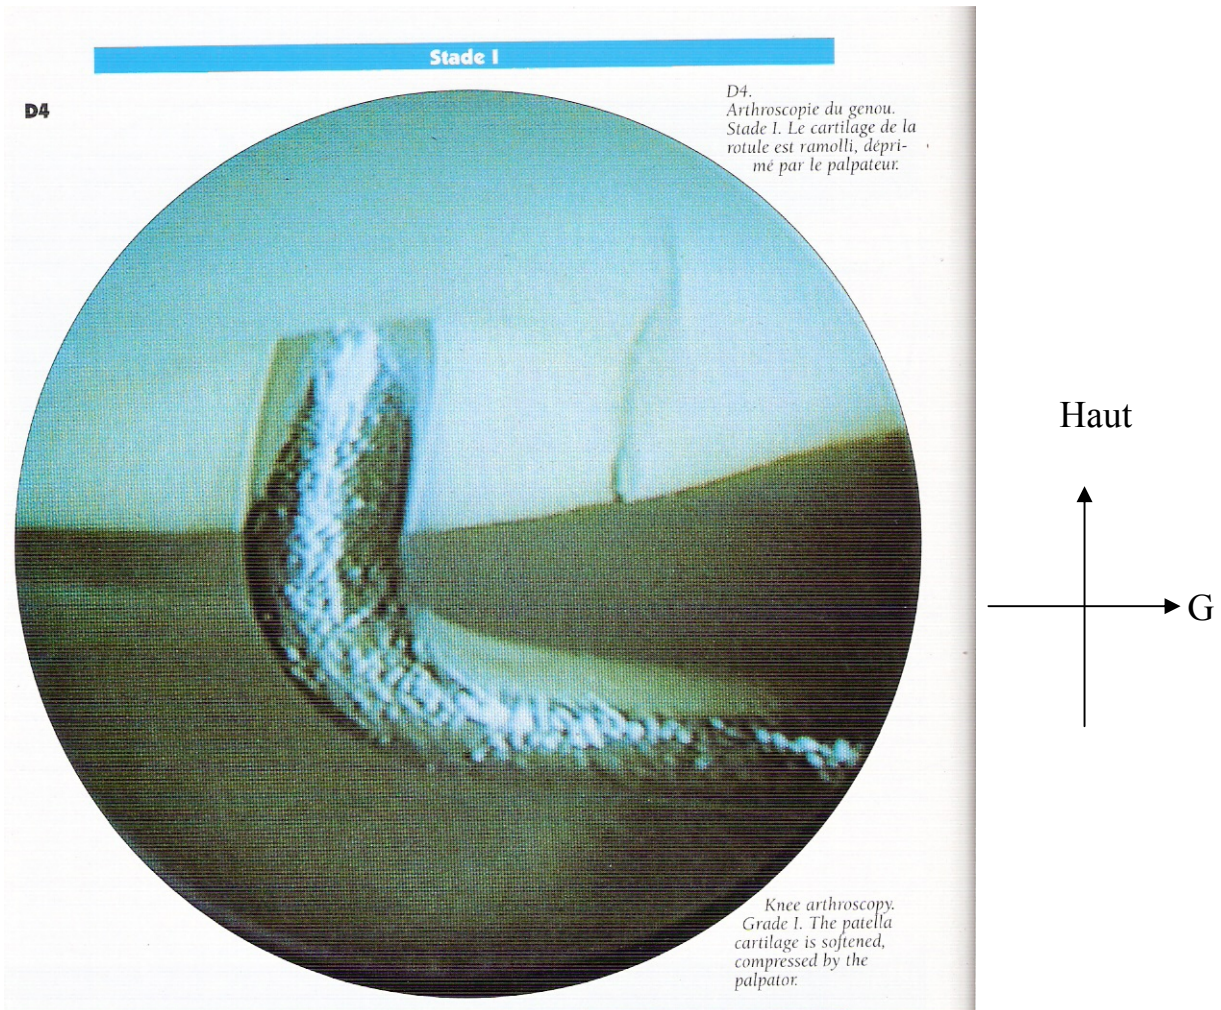 Stade I
D4
D4.
Arthroscopie du genou.
Stade I. Le cartilage de la
rotule est ramolli, dépri-
mé par le palpateur.
Haut
G
Knee arthroscopy.
Grade I. The patella
cartilage is softened,
compressed by the
palpator.